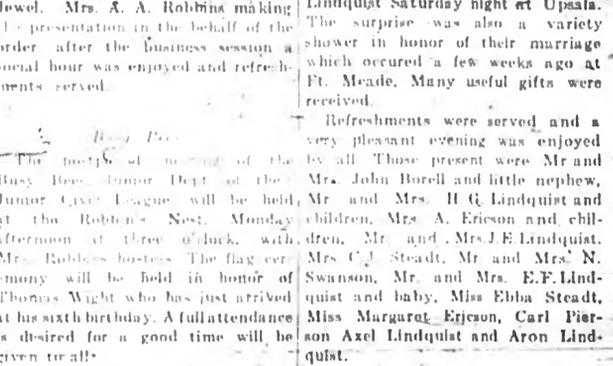 Jewel. Mrs. A. A. Robbins making
the presentation in the behalf of the
order after the business session a
social hour was enjoyed and refresh-
ments served.
Busy Bees
The postponed meeting of the
Busy Bees Junior Dept of the
Junior Civic League will be held
at the Robbin's Nest, Monday
afternoon at three o'clock, with
Mrs. Robbins hostess. The flag cer-
emony will be held in honor of
Thomas Wight who has just arrived
at his sixth birthday. A full attendance
is desired for a good time will be
given to all.
Lindquist Saturday night at Upsala.
The surprise was also a variety
shower in honor of their marriage
which occured a few weeks ago at
Ft. Meade. Many useful gifts were
received.
Refreshments were served and a
very pleasant evening was enjoyed
by all. Those present were Mr and
Mrs. John Borell and little nephew,
Mr and Mrs. H G. Lindquist and
children, Mrs. A. Ericson and chil-
dren, Mr. and Mrs. J. E. Lindquist,
Mrs C. J. Steadt, Mr. and Mrs. N.
Swanson, Mr. and Mrs. E. F. Lind-
quist and baby, Miss Ebba Steadt,
Miss Margaret Ericson, Carl Pier-
son Axel Lindquist and Aron Lind-
quist.